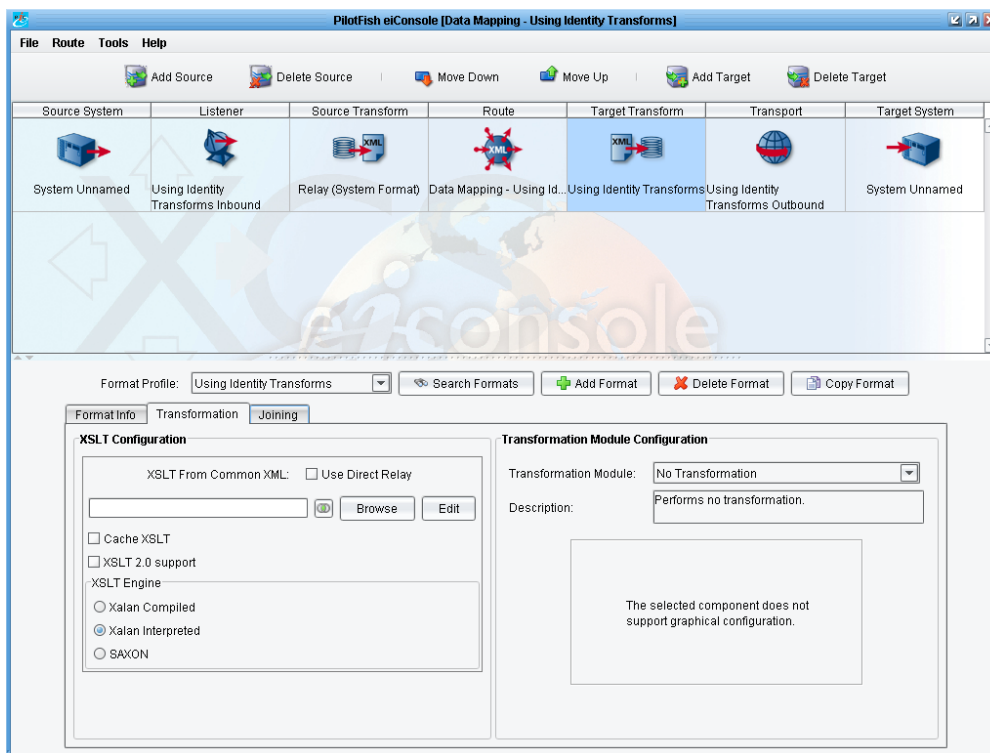 PilotFish eiConsole [Data Mapping - Using Identity Transforms]
File Route Tools Help
Add Source Delete Source Move Down Move Up Add Target Delete Target
Source System Listener Source Transform Route Target Transform Transport Target System
XML XML XML
System Unnamed Using Identity Relay (System Format) Data Mapping - Using Id... Using Identity Transforms Using Identity System Unnamed
Transforms Inbound Transforms Outbound
XCS
eiconsole
Format Profile: Using Identity Transforms Search Formats Add Format Delete Format Copy Format
Format Info Transformation Joining
XSLT Configuration
XSLT From Common XML: Use Direct Relay
Browse Edit
Cache XSLT
XSLT 2.0 support
XSLT Engine
Xalan Compiled
Xalan Interpreted
SAXON
Transformation Module Configuration
Transformation Module: No Transformation
Description: Performs no transformation.
The selected component does not
support graphical configuration.